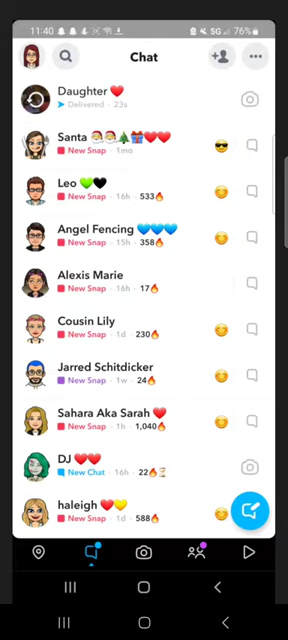 11:40 5G 76%
Chat
Daughter ❤️
Delivered · 23s
Santa 🎅🎅🎄🎁❤️❤️
New Snap · 1mo
Leo 💚🖤
New Snap · 16h · 533🔥
Angel Fencing 💙💙💙
New Snap · 15h · 358🔥
Alexis Marie
New Snap · 16h · 17🔥
Cousin Lily
New Snap · 1d · 230🔥
Jarred Schitdicker
New Snap · 1w · 24🔥
Sahara Aka Sarah ❤️
New Snap · 1h · 1,040🔥
DJ ❤️❤️
New Chat · 16h · 22🔥⌛
haleigh ❤️💛
New Snap · 1d · 588🔥